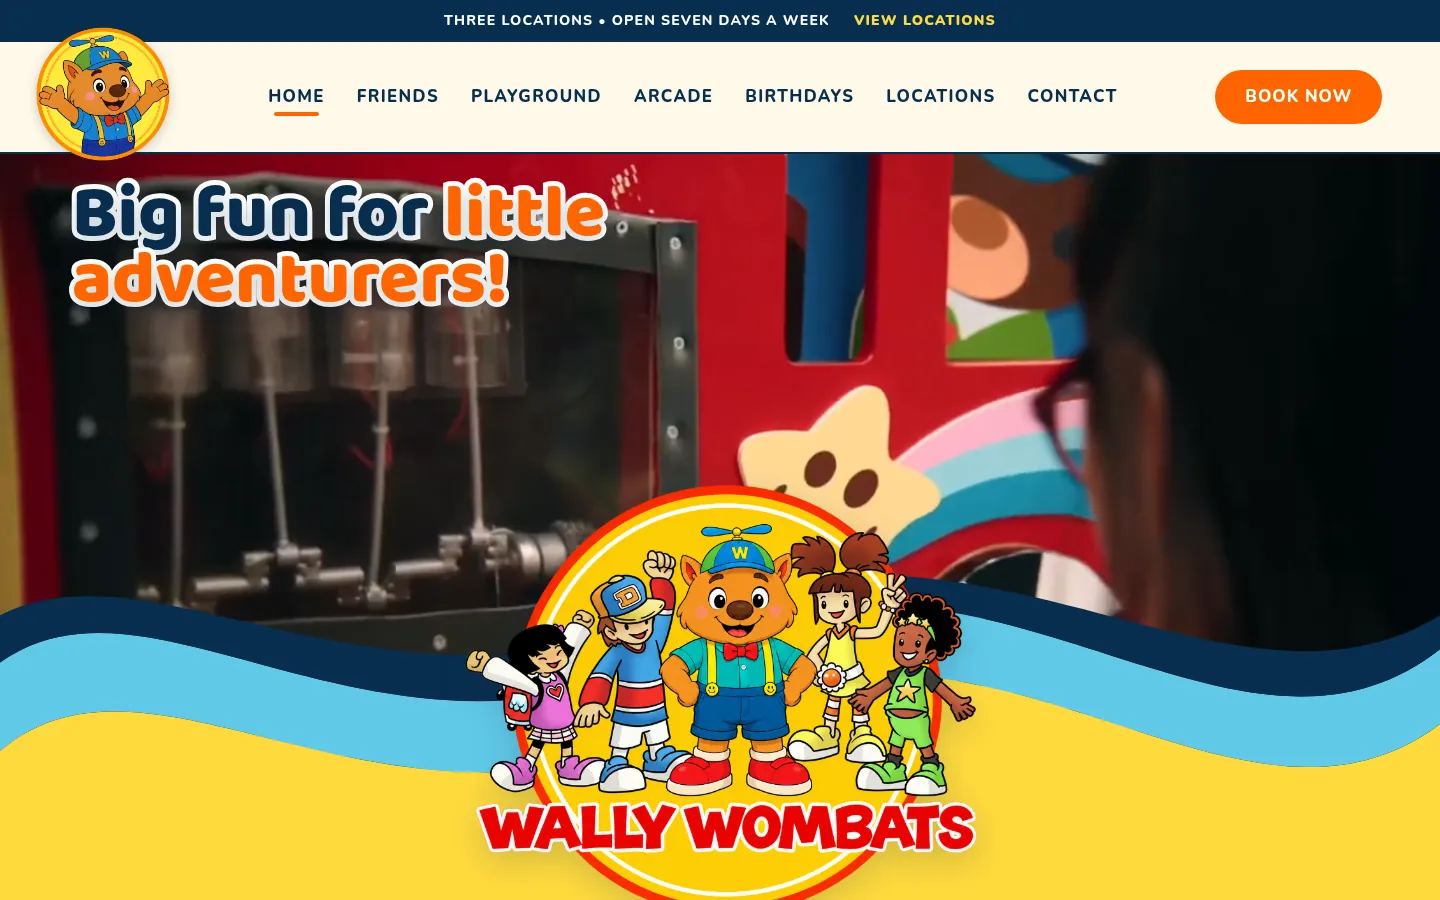 THREE LOCATIONS • OPEN SEVEN DAYS A WEEK VIEW LOCATIONS
W
HOME FRIENDS PLAYGROUND ARCADE BIRTHDAYS LOCATIONS CONTACT BOOK NOW
Big fun for little
adventurers!
W
D
WALLY WOMBATS